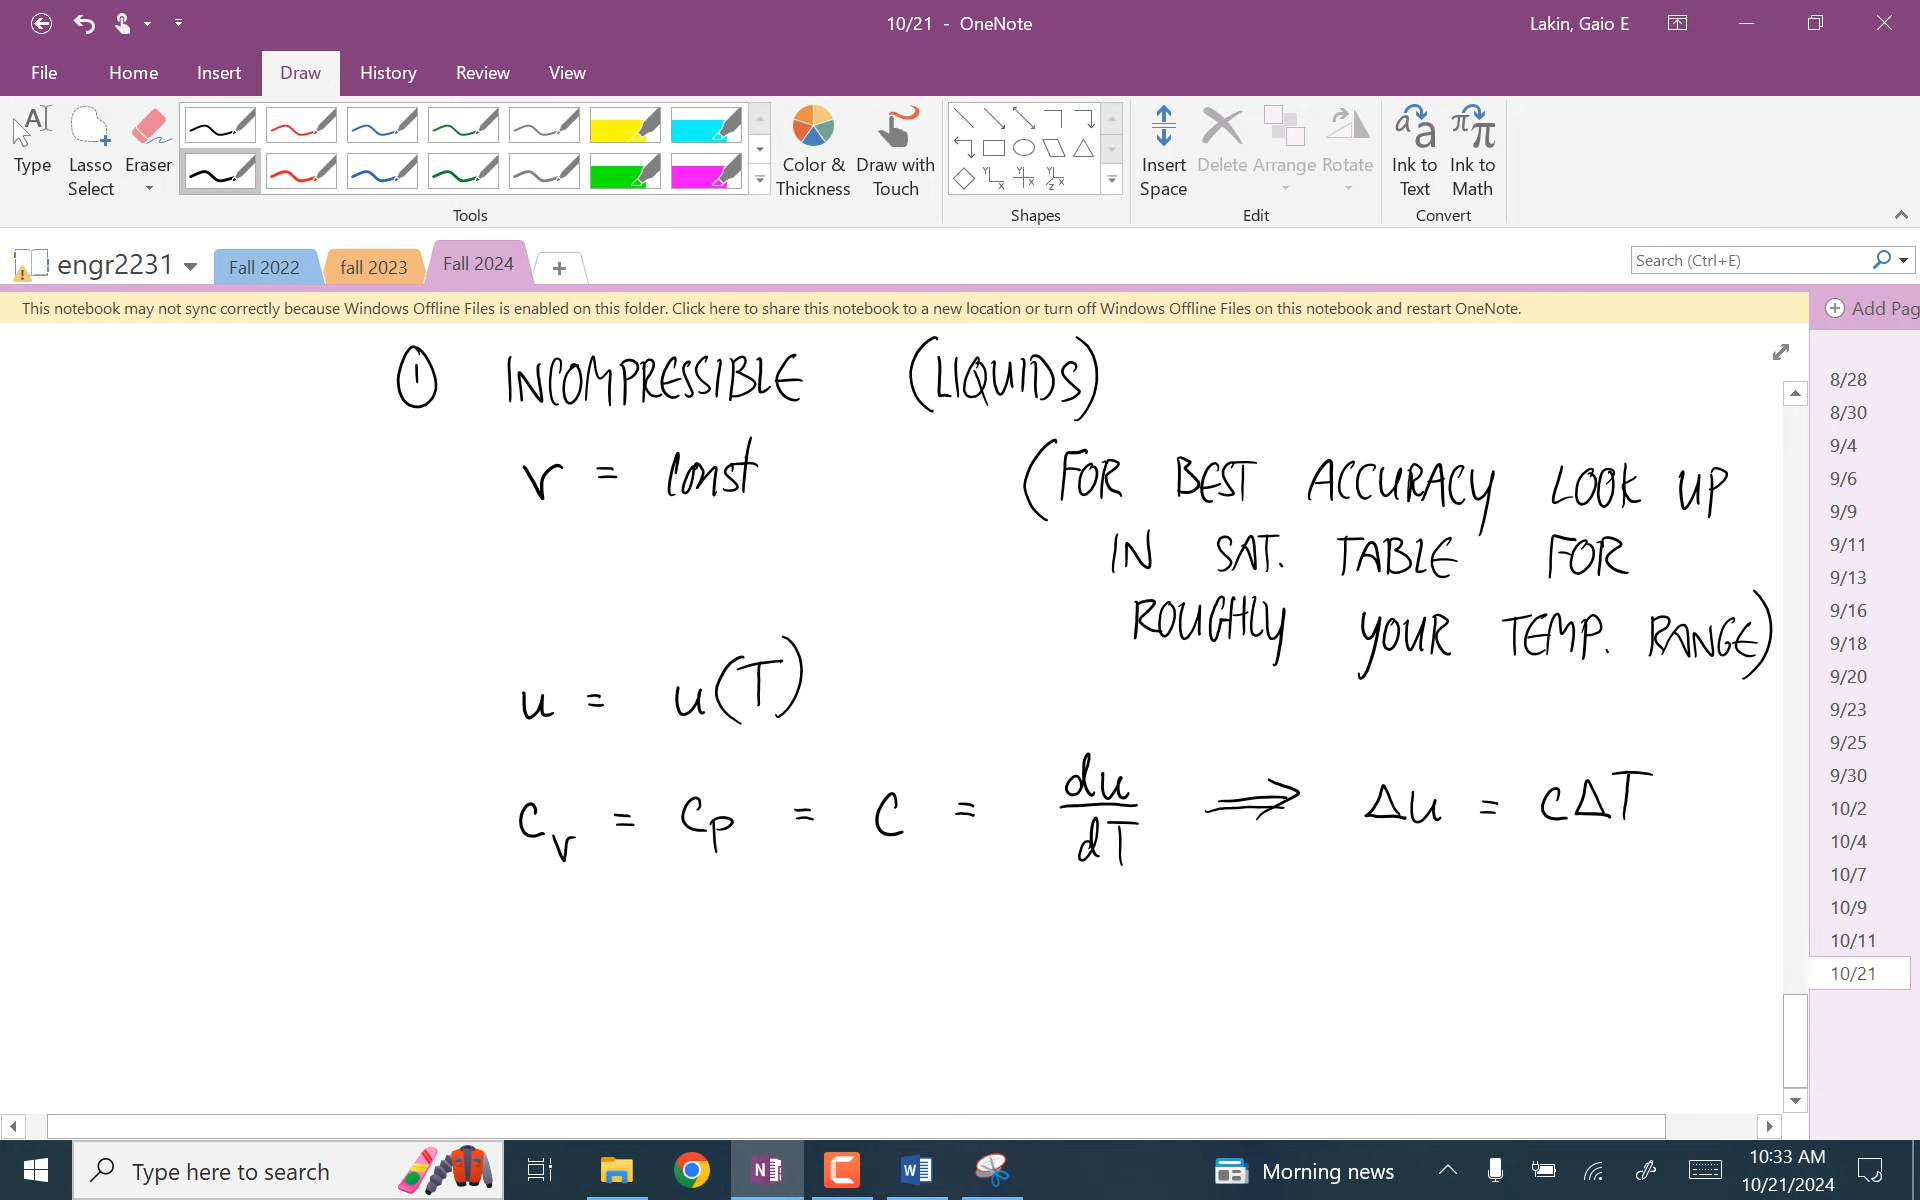 10/21 - OneNote
Lakin, Gaio E
File Home Insert Draw History Review View
Type
Lasso Select
Eraser
Color & Thickness
Draw with Touch
Insert Space
Delete
Arrange
Rotate
Ink to Text
Ink to Math
Tools
Shapes
Edit
Convert
engr2231
Fall 2022
fall 2023
Fall 2024
Search (Ctrl+E)
This notebook may not sync correctly because Windows Offline Files is enabled on this folder. Click here to share this notebook to a new location or turn off Windows Offline Files on this notebook and restart OneNote.
Add Pag
① INCOMPRESSIBLE (LIQUIDS)
v = const (FOR BEST ACCURACY LOOK UP
IN SAT. TABLE FOR
ROUGHLY YOUR TEMP. RANGE)
u = u(T)
c_v = c_p = c = du/dT ⟹ Δu = cΔT
8/28
8/30
9/4
9/6
9/9
9/11
9/13
9/16
9/18
9/20
9/23
9/25
9/30
10/2
10/4
10/7
10/9
10/11
10/21
Type here to search
Morning news
10:33 AM
10/21/2024